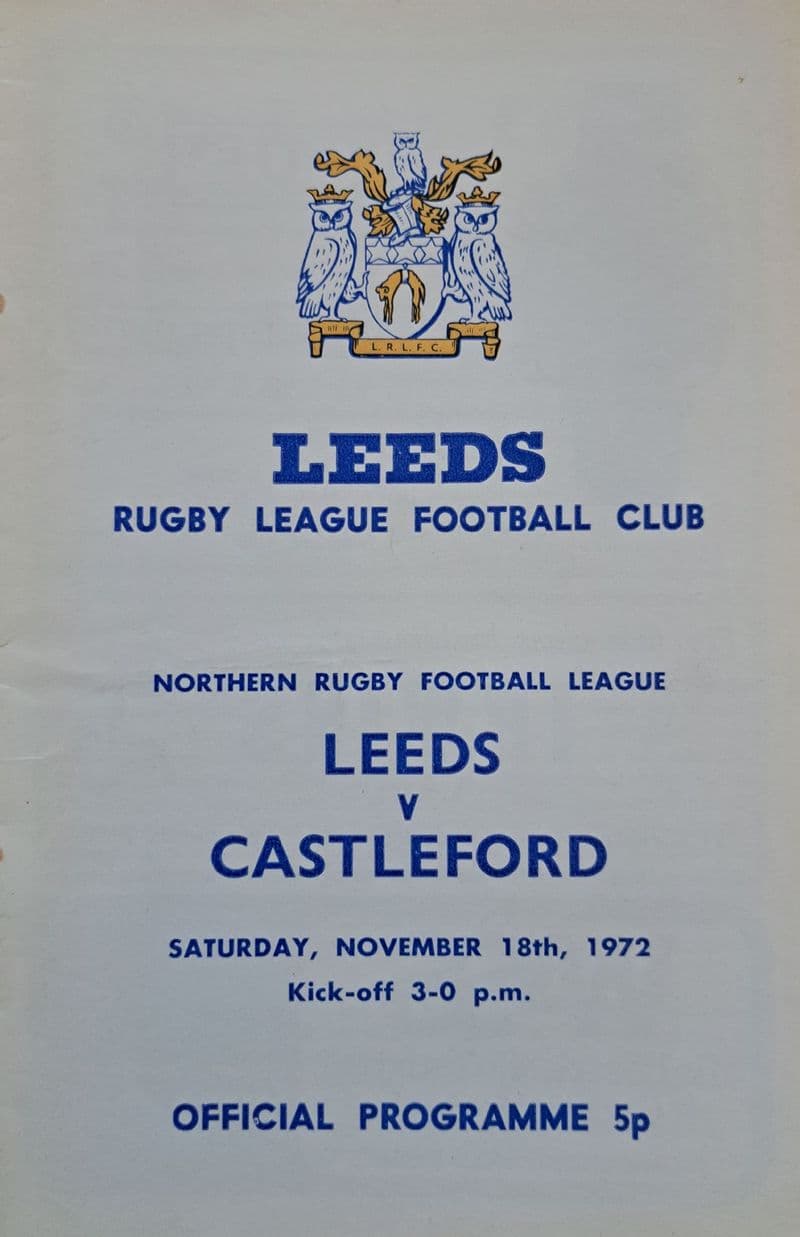 L. R. L. F. C.
LEEDS
RUGBY LEAGUE FOOTBALL CLUB
NORTHERN RUGBY FOOTBALL LEAGUE
LEEDS
V
CASTLEFORD
SATURDAY, NOVEMBER 18th, 1972
Kick-off 3-0 p.m.
OFFICIAL PROGRAMME 5p